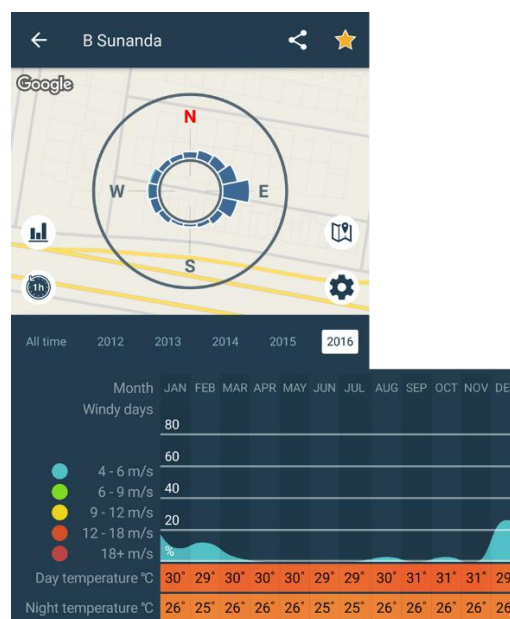 B Sunanda
Google
N
W E
S
1h
All time 2012 2013 2014 2015 2016
Month JAN FEB MAR APR MAY JUN JUL AUG SEP OCT NOV DE
Windy days
80
60
4 - 6 m/s
40
6 - 9 m/s
9 - 12 m/s
20
12 - 18 m/s
18+ m/s %
Day temperature °C 30° 29° 30° 30° 30° 29° 29° 30° 31° 31° 31° 29
Night temperature °C 26° 25° 26° 26° 26° 25° 25° 26° 26° 26° 26° 26